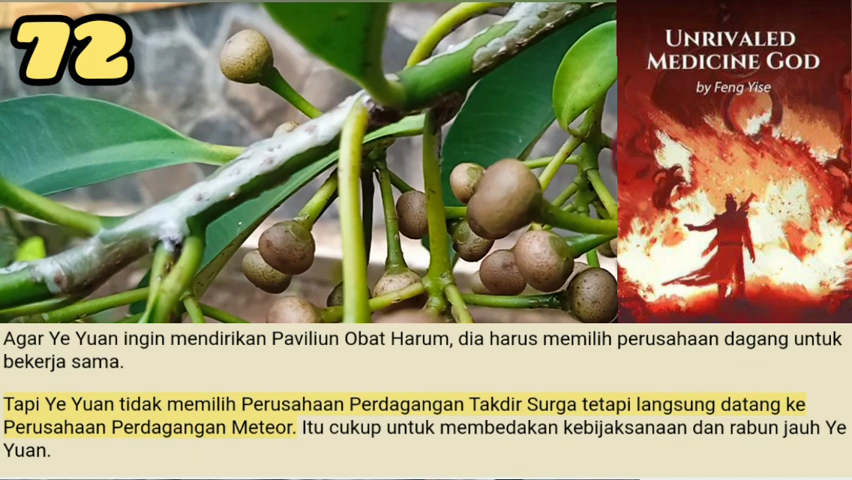 72
UNRIVALED
MEDICINE GOD
by Feng Yise
Agar Ye Yuan ingin mendirikan Paviliun Obat Harum, dia harus memilih perusahaan dagang untuk
bekerja sama.
Tapi Ye Yuan tidak memilih Perusahaan Perdagangan Takdir Surga tetapi langsung datang ke
Perusahaan Perdagangan Meteor. Itu cukup untuk membedakan kebijaksanaan dan rabun jauh Ye
Yuan.